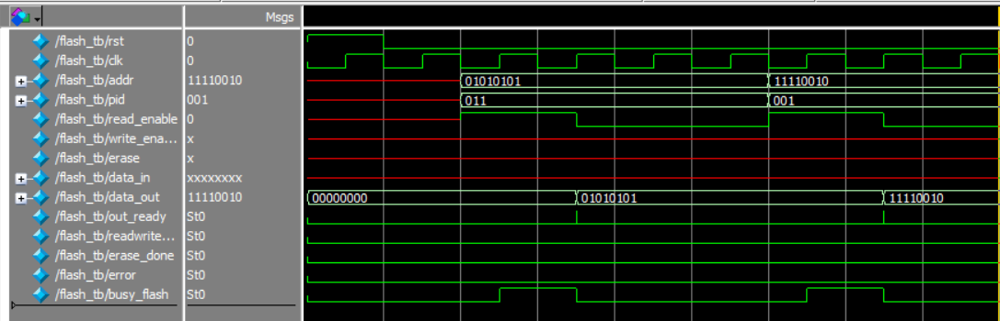 Msgs
/flash_tb/rst 0
/flash_tb/clk 0
/flash_tb/addr 11110010 01010101 11110010
/flash_tb/pid 001 011 001
/flash_tb/read_enable 0
/flash_tb/write_ena... x
/flash_tb/erase x
/flash_tb/data_in xxxxxxxx
/flash_tb/data_out 11110010 00000000 01010101 11110010
/flash_tb/out_ready St0
/flash_tb/readwrite... St0
/flash_tb/erase_done St0
/flash_tb/error St0
/flash_tb/busy_flash St0